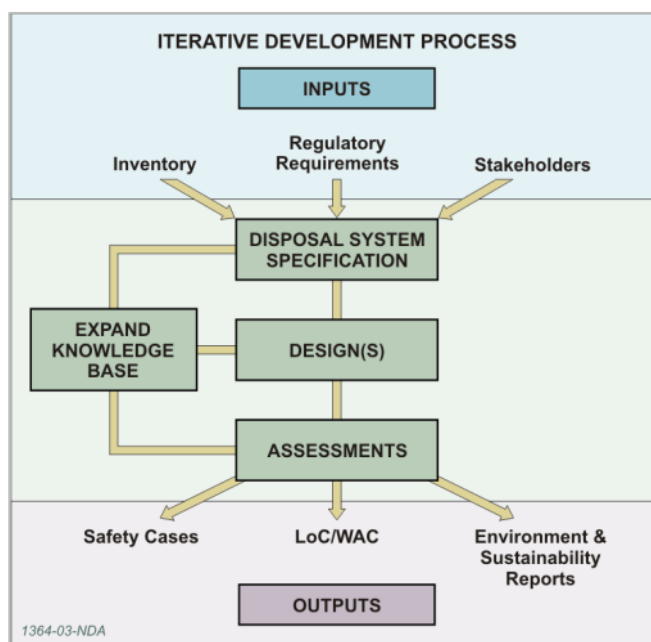 ITERATIVE DEVELOPMENT PROCESS
INPUTS
Inventory
Regulatory
Requirements
Stakeholders
DISPOSAL SYSTEM
SPECIFICATION
EXPAND
KNOWLEDGE
BASE
DESIGN(S)
ASSESSMENTS
Safety Cases
LoC/WAC
Environment &
Sustainability
Reports
OUTPUTS
1364-03-NDA